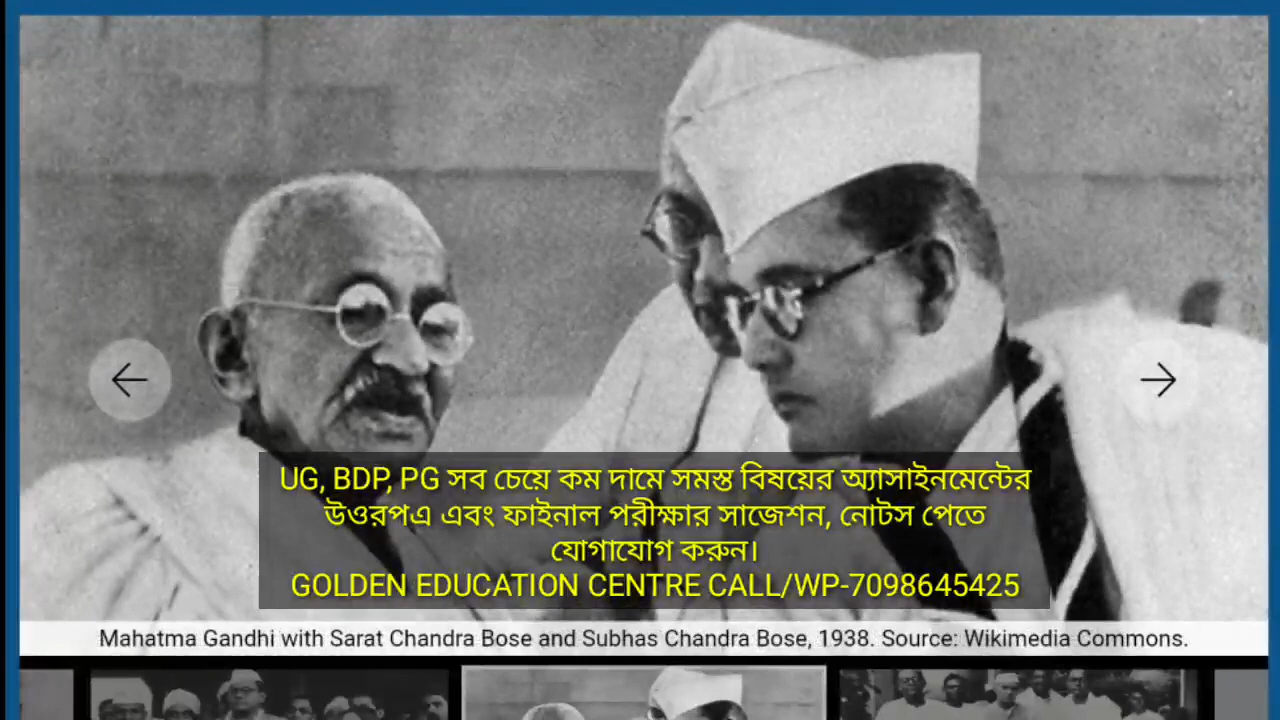 UG, BDP, PG সব চেয়ে কম দামে সমস্ত বিষয়ের অ্যাসাইনমেন্টের
উওরপএ এবং ফাইনাল পরীক্ষার সাজেশন, নোটস পেতে
যোগাযোগ করুন।
GOLDEN EDUCATION CENTRE CALL/WP-7098645425
Mahatma Gandhi with Sarat Chandra Bose and Subhas Chandra Bose, 1938. Source: Wikimedia Commons.